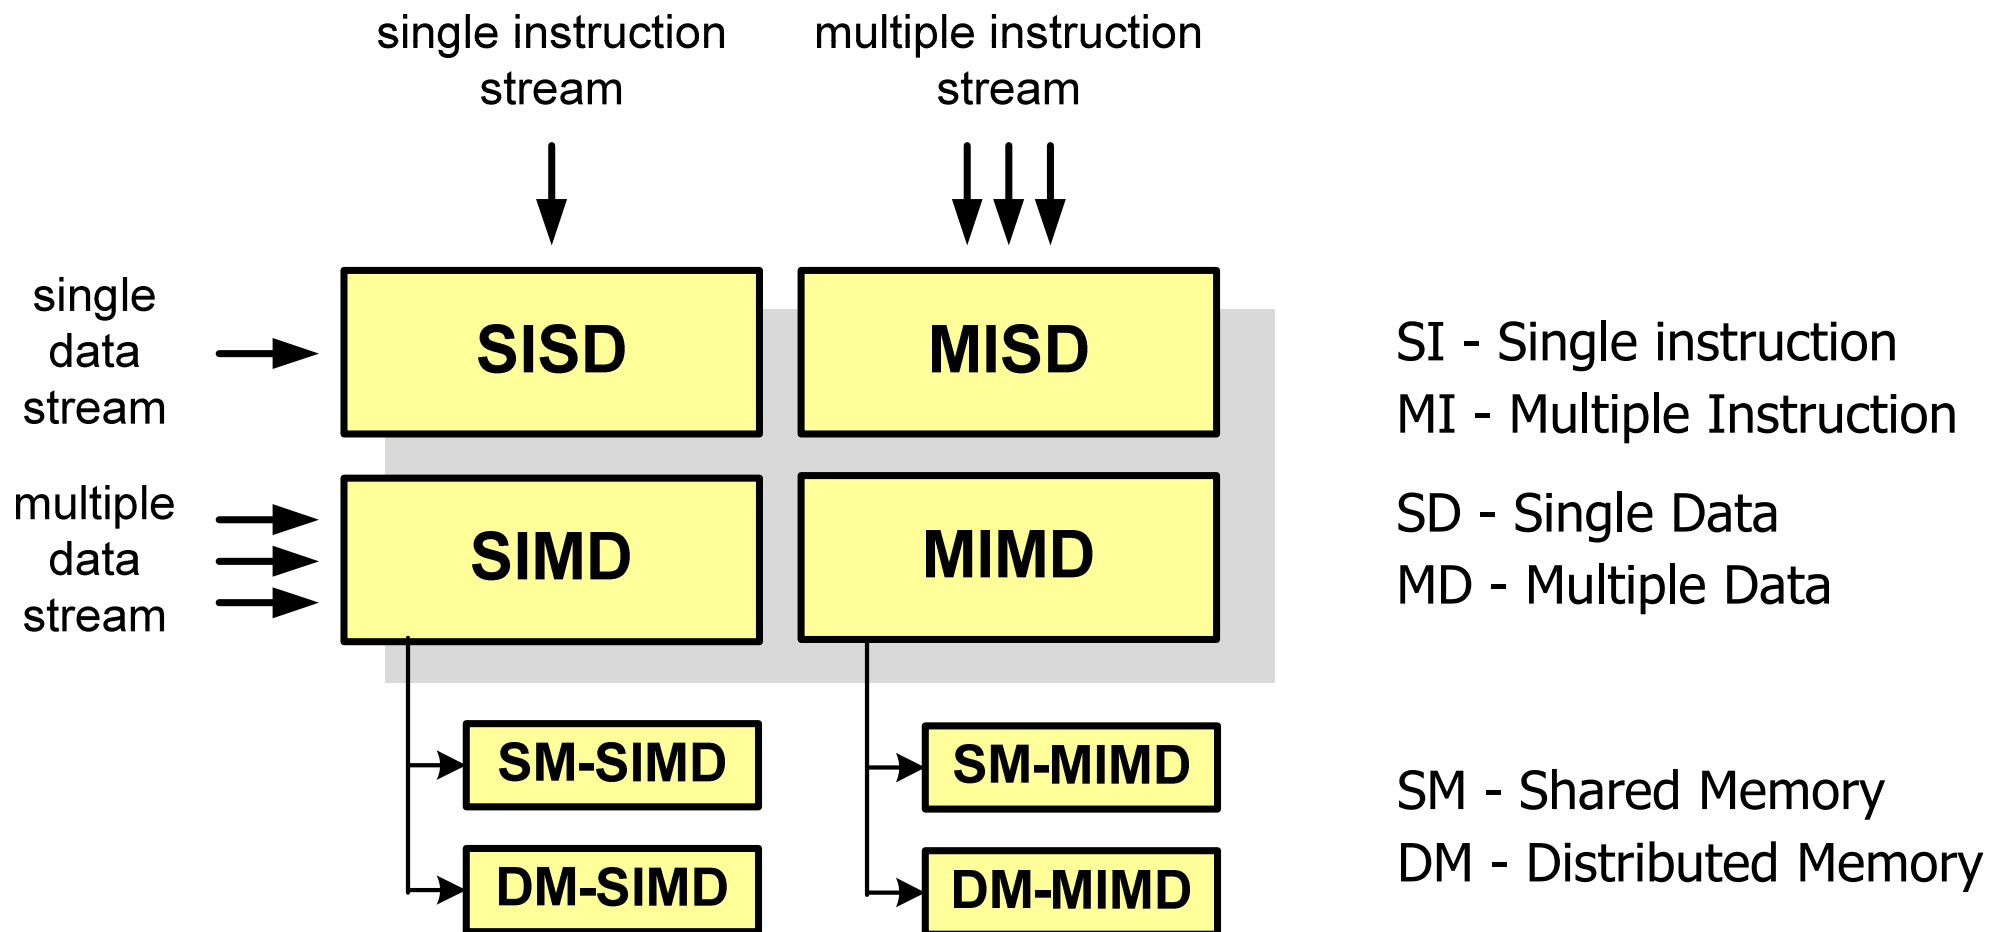 single instruction
stream
multiple instruction
stream
single
data
stream
SISD
MISD
SI - Single instruction
MI - Multiple Instruction
multiple
data
stream
SIMD
MIMD
SD - Single Data
MD - Multiple Data
SM-SIMD
SM-MIMD
SM - Shared Memory
DM-SIMD
DM-MIMD
DM - Distributed Memory